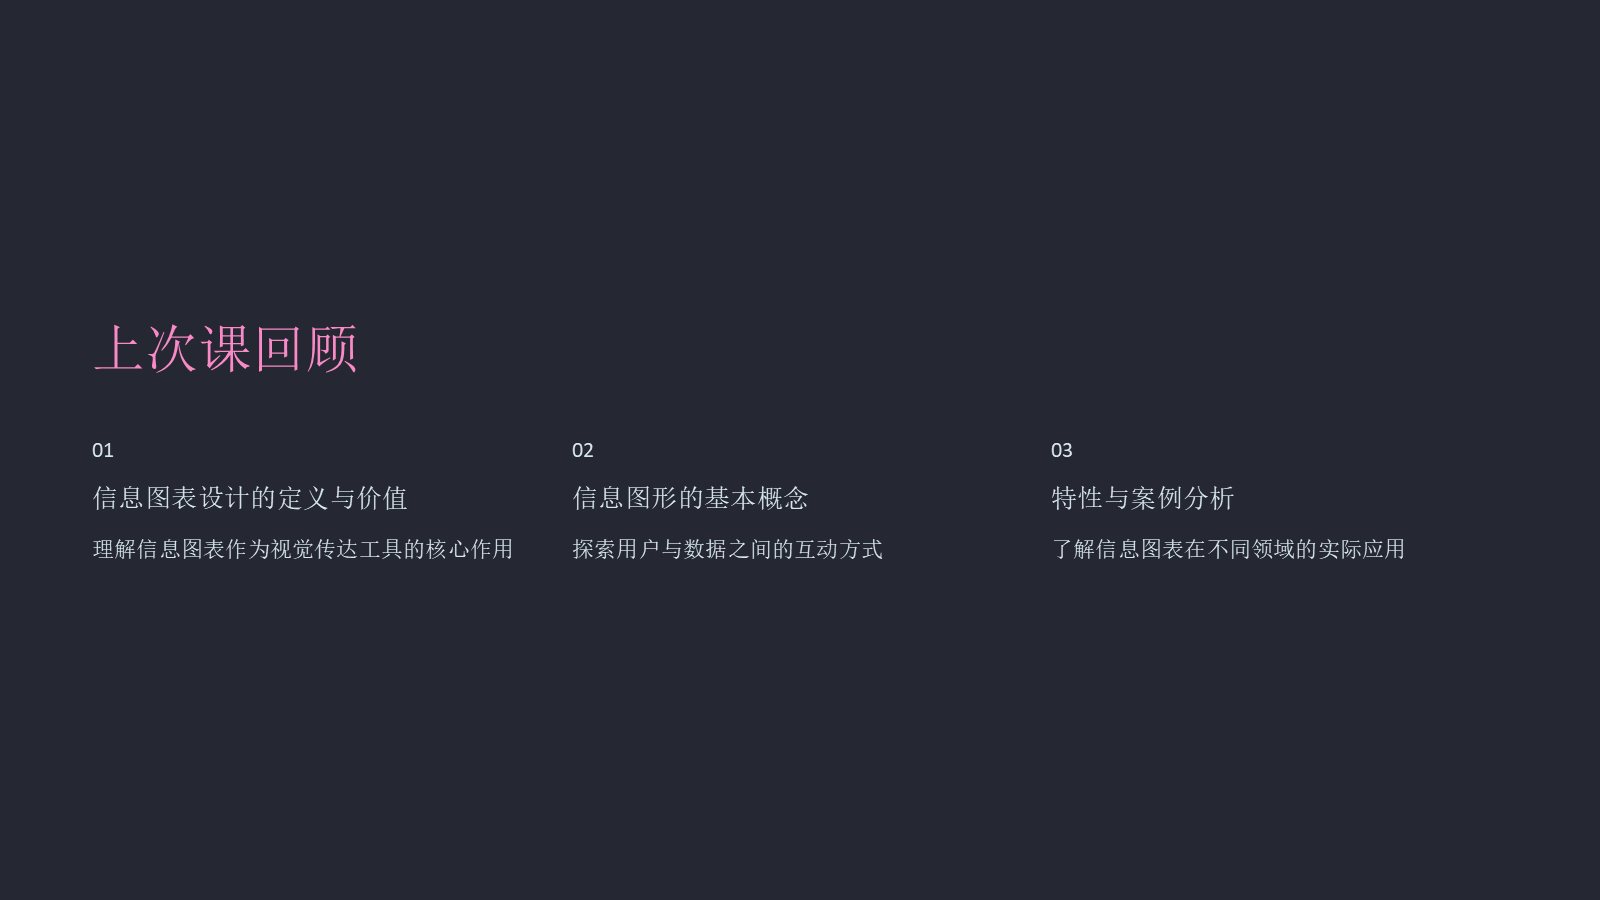 上次课回顾
01
信息图表设计的定义与价值
理解信息图表作为视觉传达工具的核心作用
02
信息图形的基本概念
探索用户与数据之间的互动方式
03
特性与案例分析
了解信息图表在不同领域的实际应用